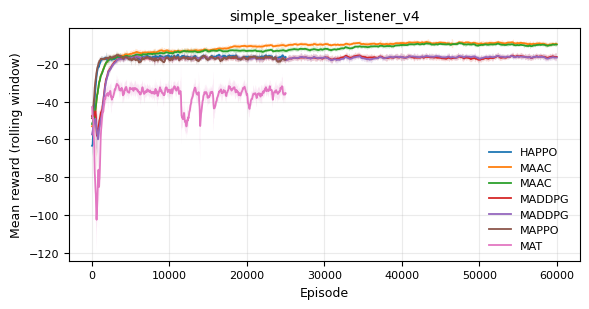 simple_speaker_listener_v4
Mean reward (rolling window)
−20
−40
−60
−80
−100
−120
HAPPO
MAAC
MAAC
MADDPG
MADDPG
MAPPO
MAT
0 10000 20000 30000 40000 50000 60000
Episode